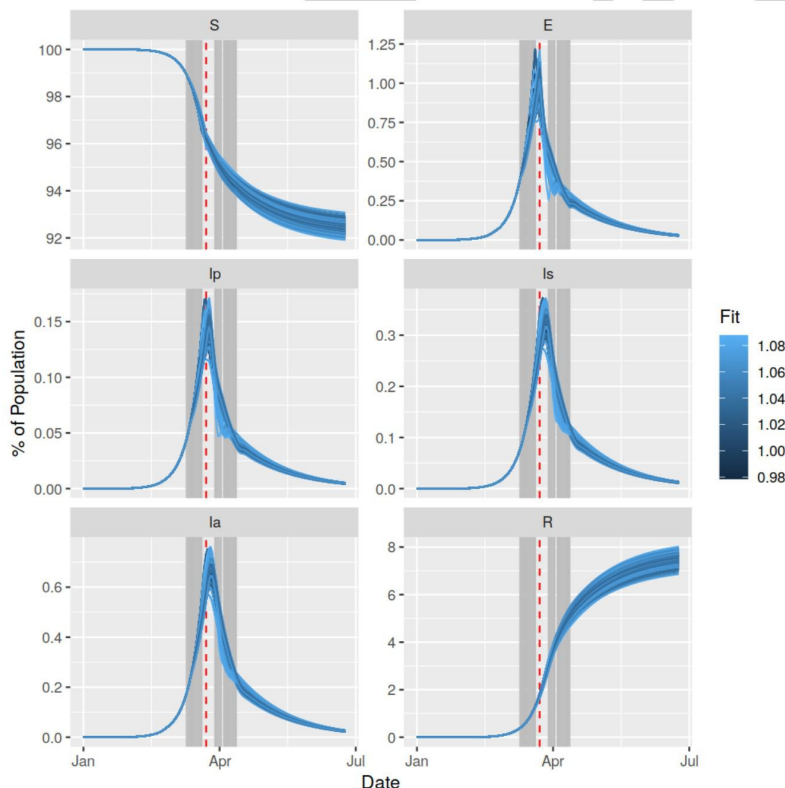 S
E
100
98
96
94
92
1.25
1.00
0.75
0.50
0.25
0.00
Ip
Is
0.15
0.10
0.05
0.00
0.3
0.2
0.1
0.0
Ia
R
0.6
0.4
0.2
0.0
8
6
4
2
0
Jan
Apr
Jul
Jan
Apr
Jul
% of Population
Date
Fit
1.08
1.06
1.04
1.02
1.00
0.98